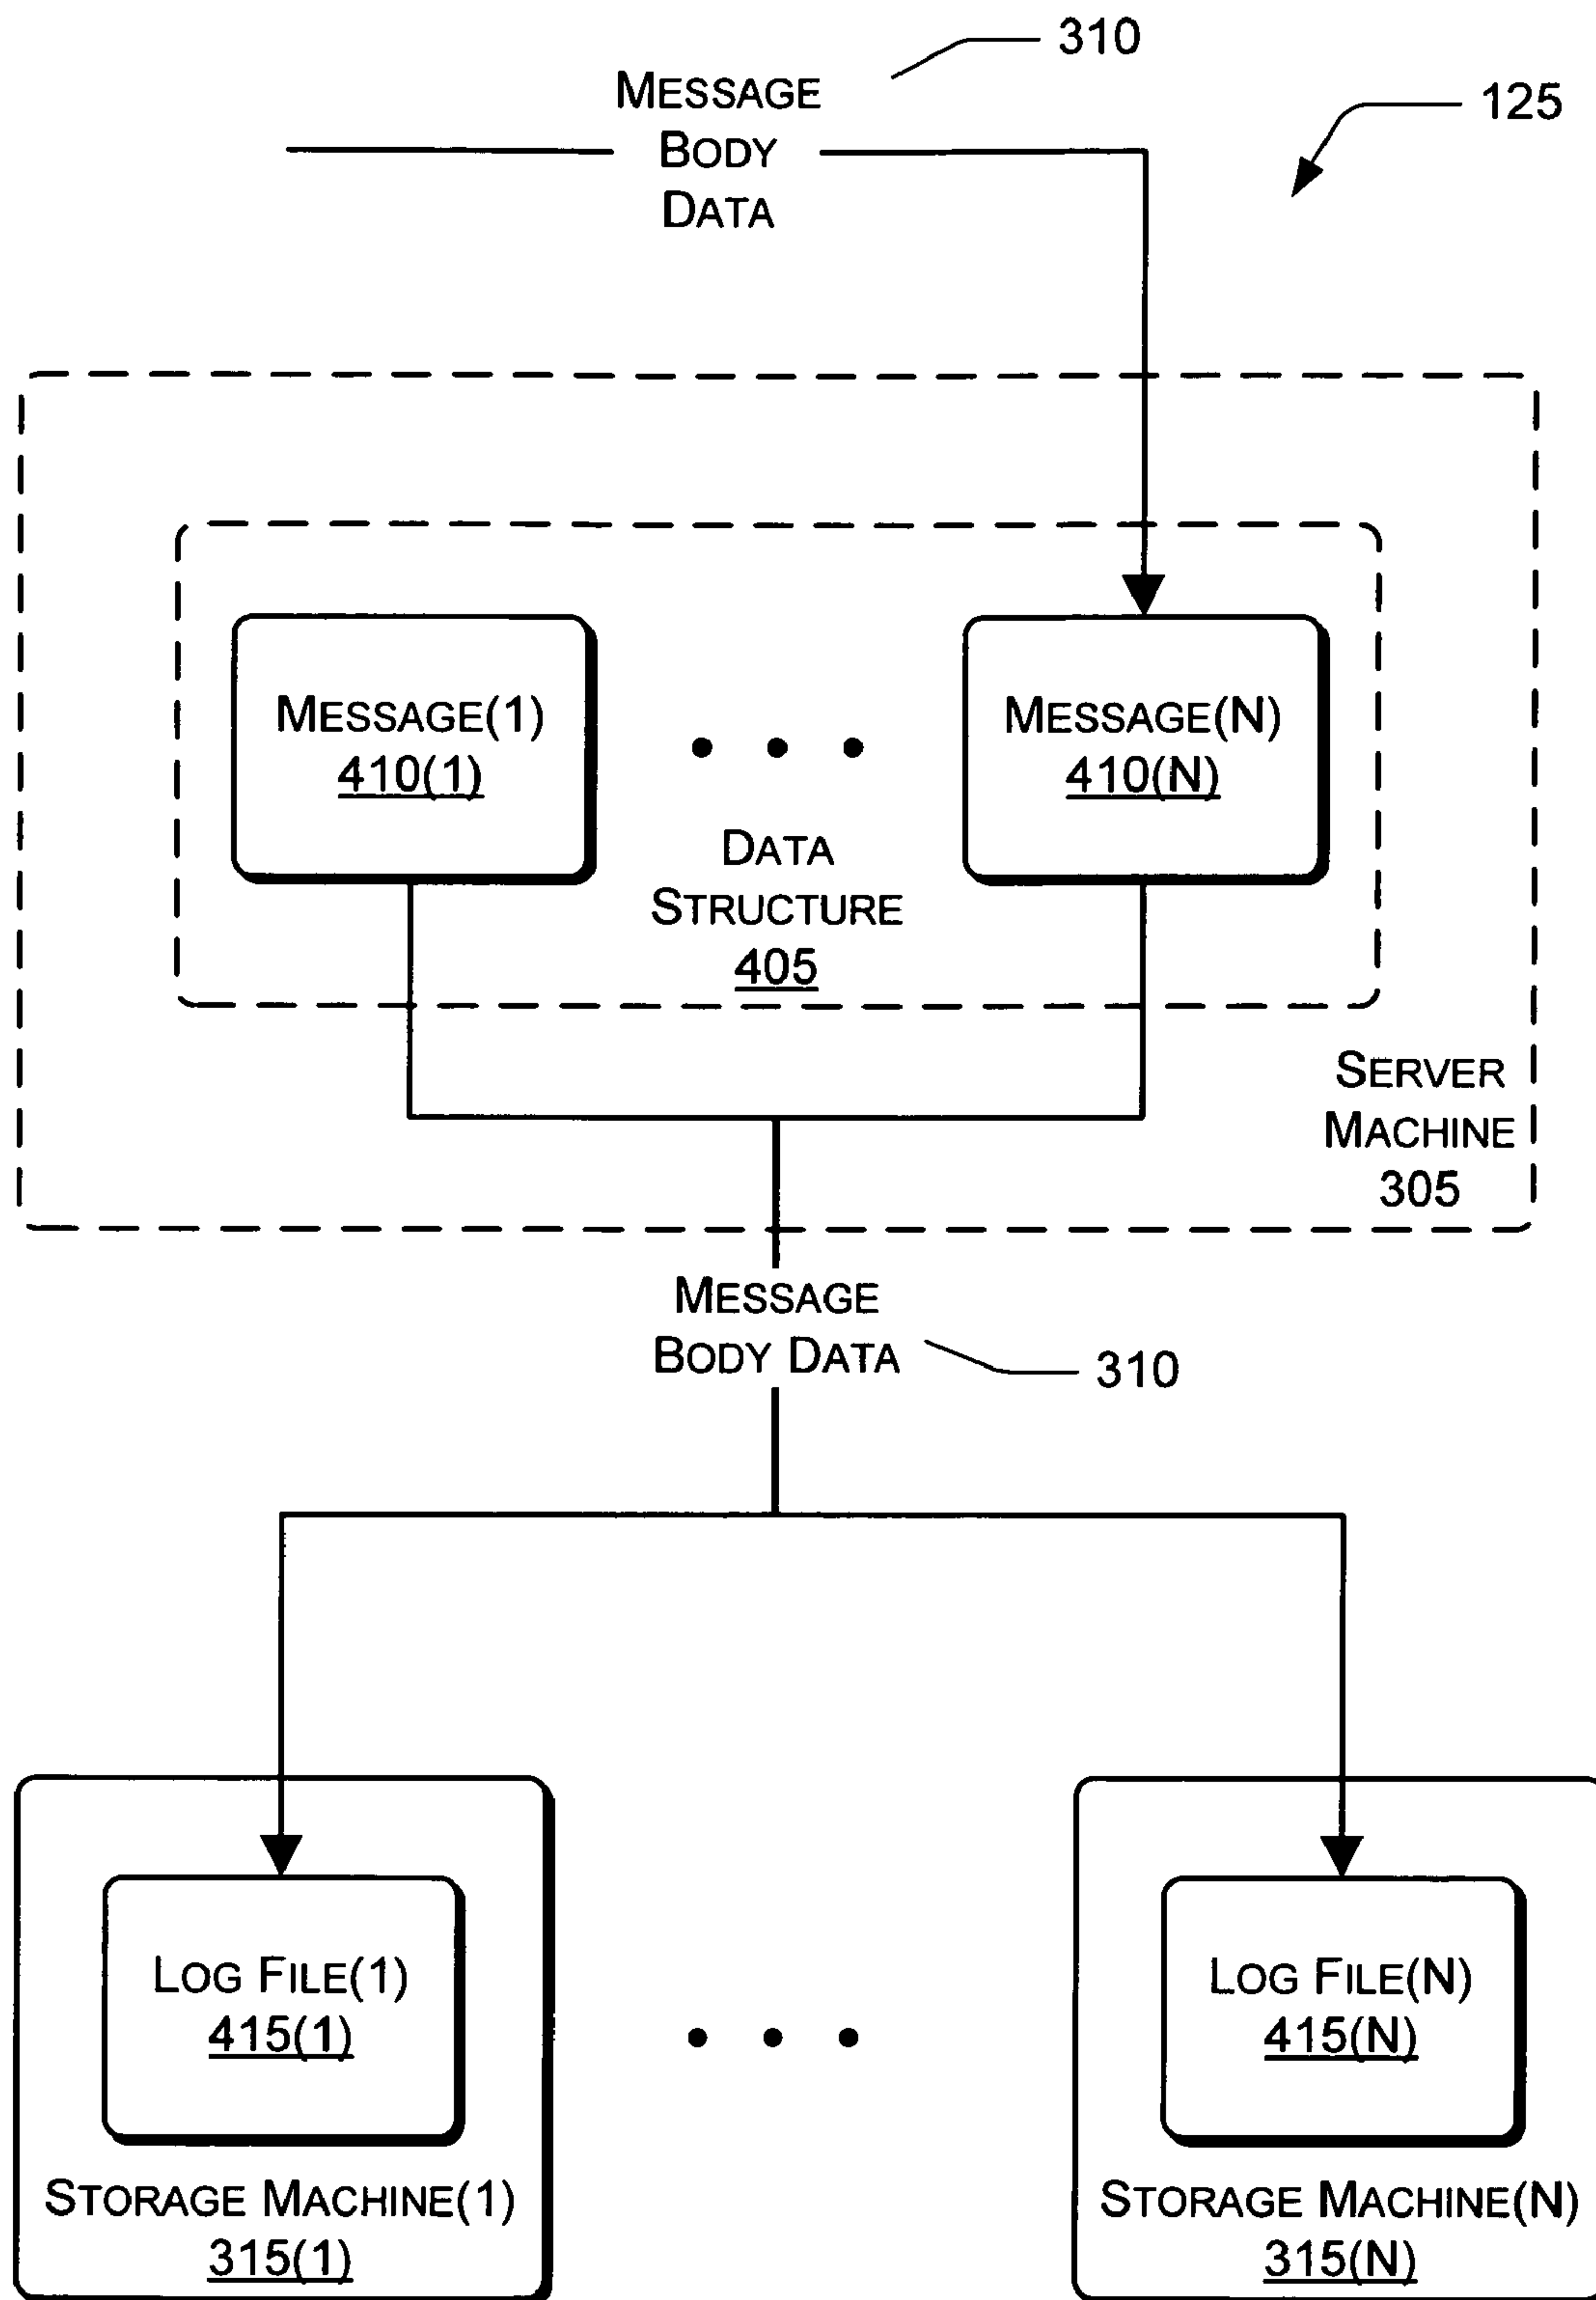 310
MESSAGE
BODY
DATA
125
MESSAGE(1)
410(1)
MESSAGE(N)
410(N)
DATA
STRUCTURE
405
SERVER
MACHINE
305
MESSAGE
BODY DATA
310
LOG FILE(1)
415(1)
LOG FILE(N)
415(N)
STORAGE MACHINE(1)
315(1)
STORAGE MACHINE(N)
315(N)